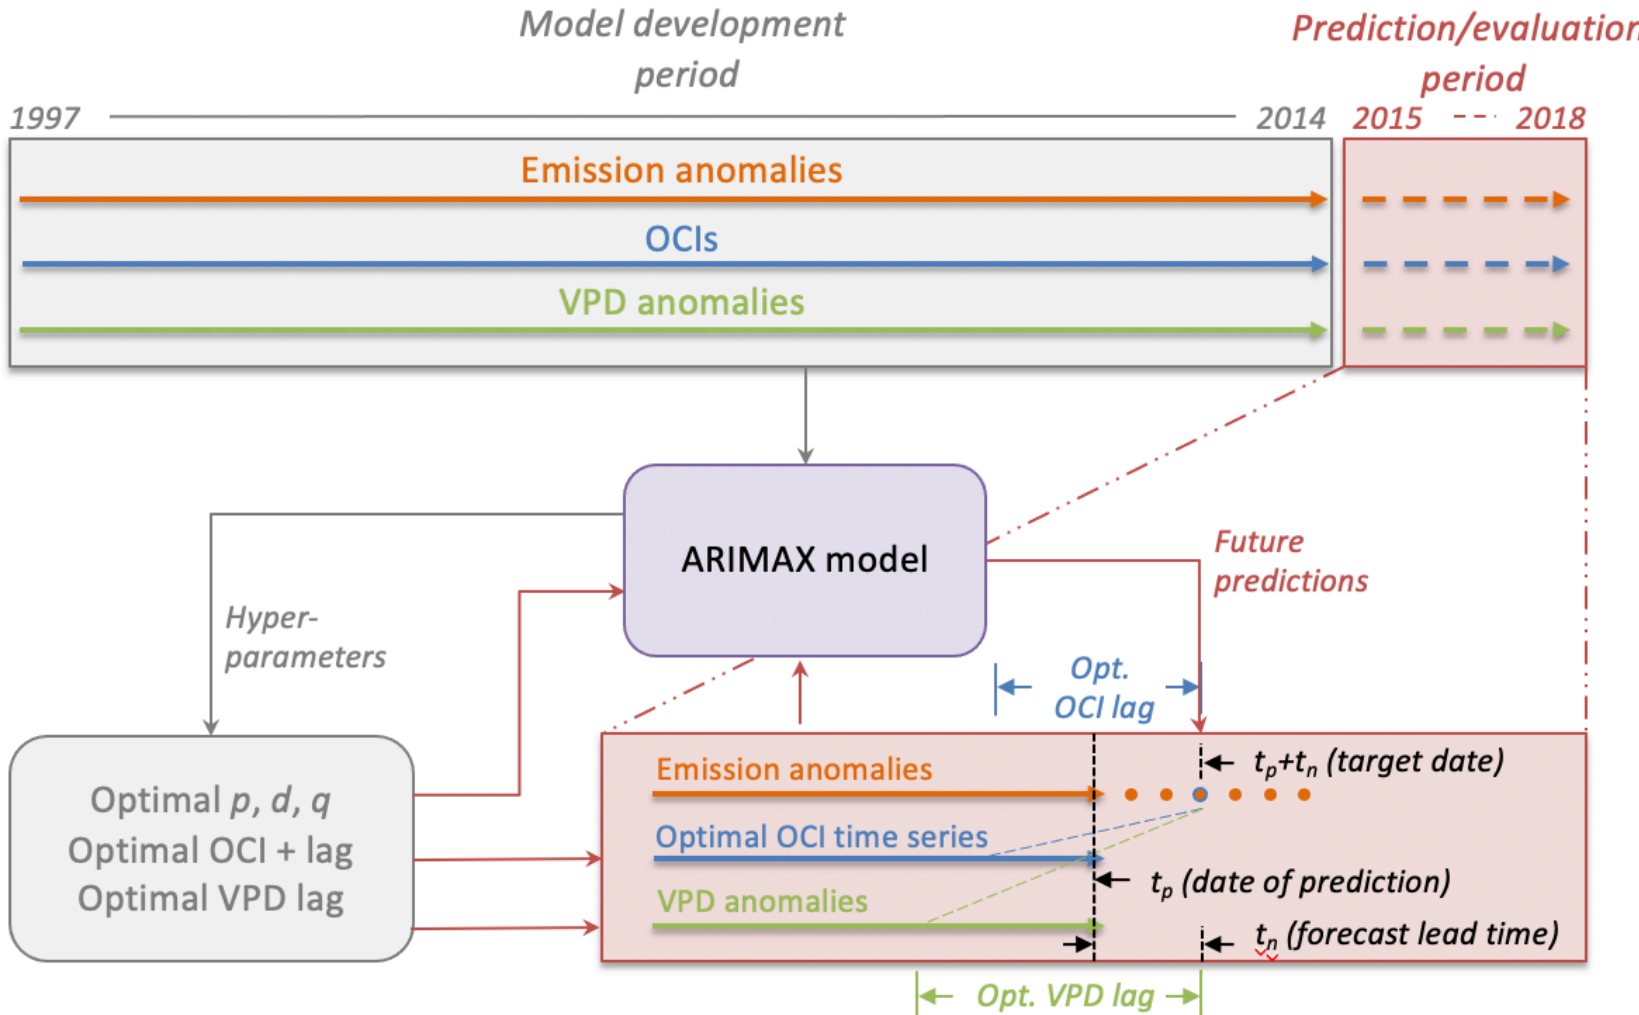 Model development
period
Prediction/evaluation
period
1997
2014
2015
2018
Emission anomalies
OCIs
VPD anomalies
ARIMAX model
Future
predictions
Hyper-
parameters
Opt.
OCI lag
Optimal p, d, q
Optimal OCI + lag
Optimal VPD lag
Emission anomalies
tp+tn (target date)
Optimal OCI time series
tp (date of prediction)
VPD anomalies
tn (forecast lead time)
Opt. VPD lag